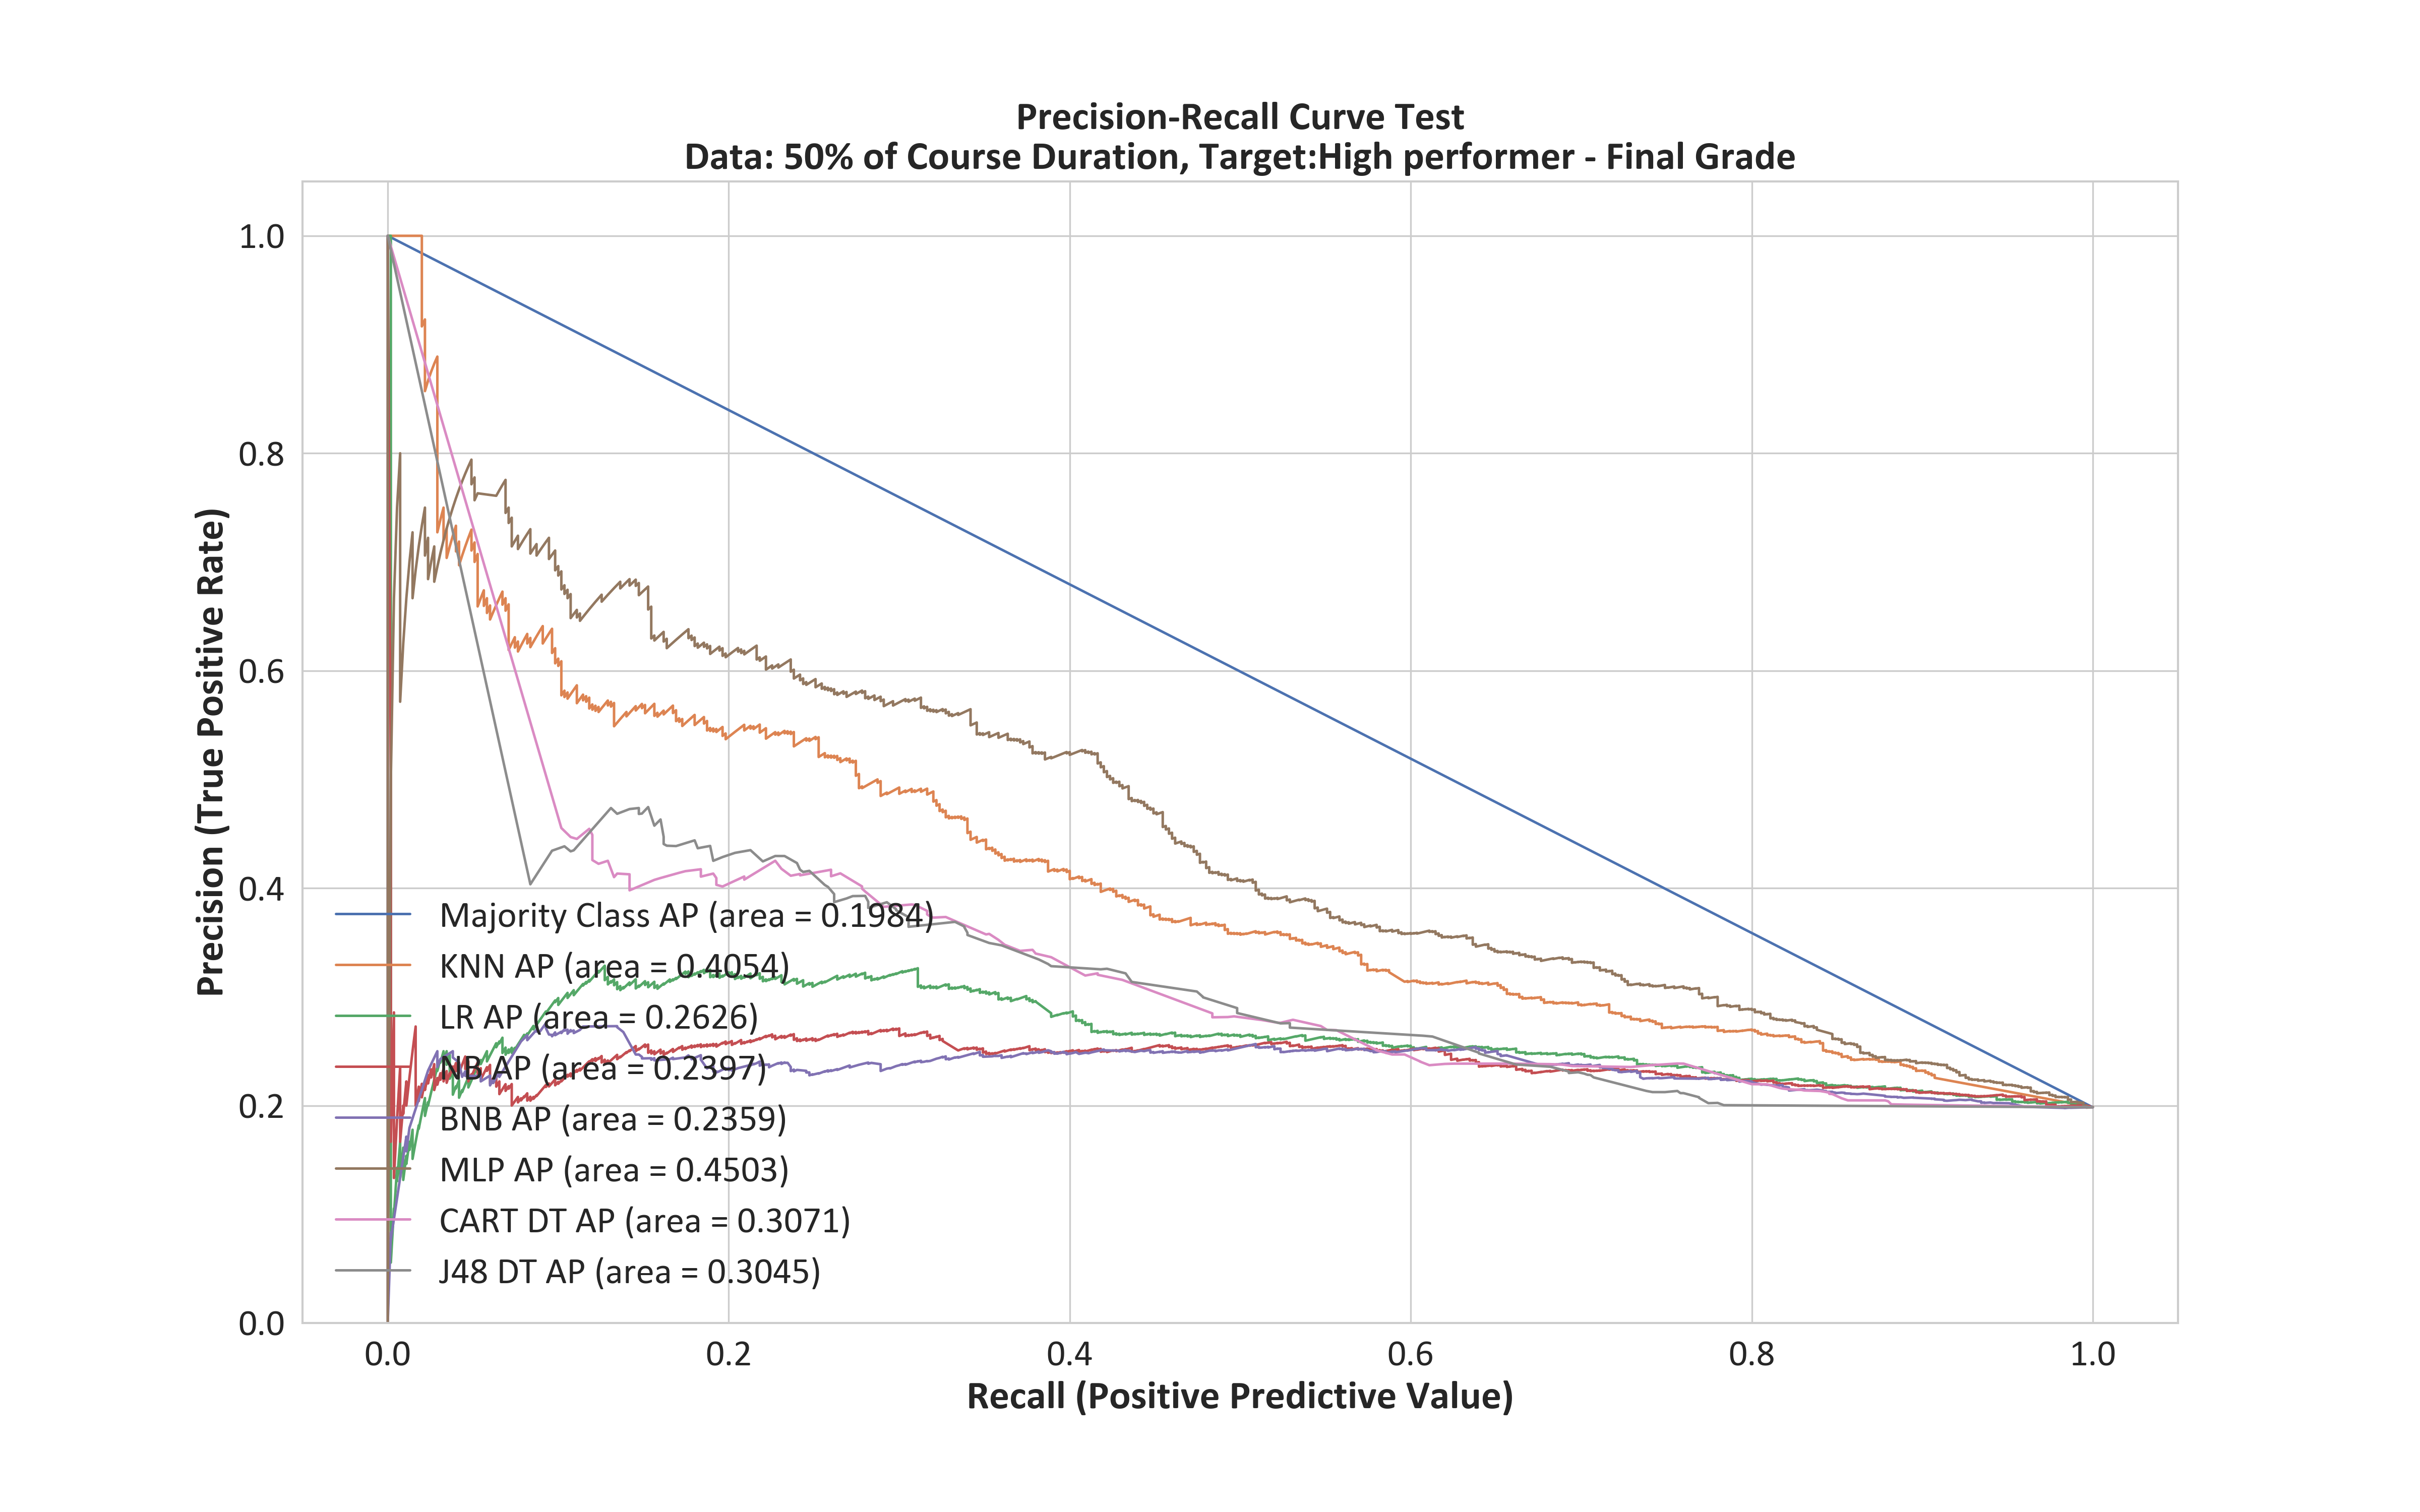 Precision-Recall Curve Test
Data: 50% of Course Duration, Target:High performer - Final Grade
Precision (True Positive Rate)
1.0
0.8
0.6
0.4
0.2
0.0
Majority Class AP (area = 0.1984)
KNN AP (area = 0.4054)
LR AP (area = 0.2626)
NB AP (area = 0.2397)
BNB AP (area = 0.2359)
MLP AP (area = 0.4503)
CART DT AP (area = 0.3071)
J48 DT AP (area = 0.3045)
0.0 0.2 0.4 0.6 0.8 1.0
Recall (Positive Predictive Value)